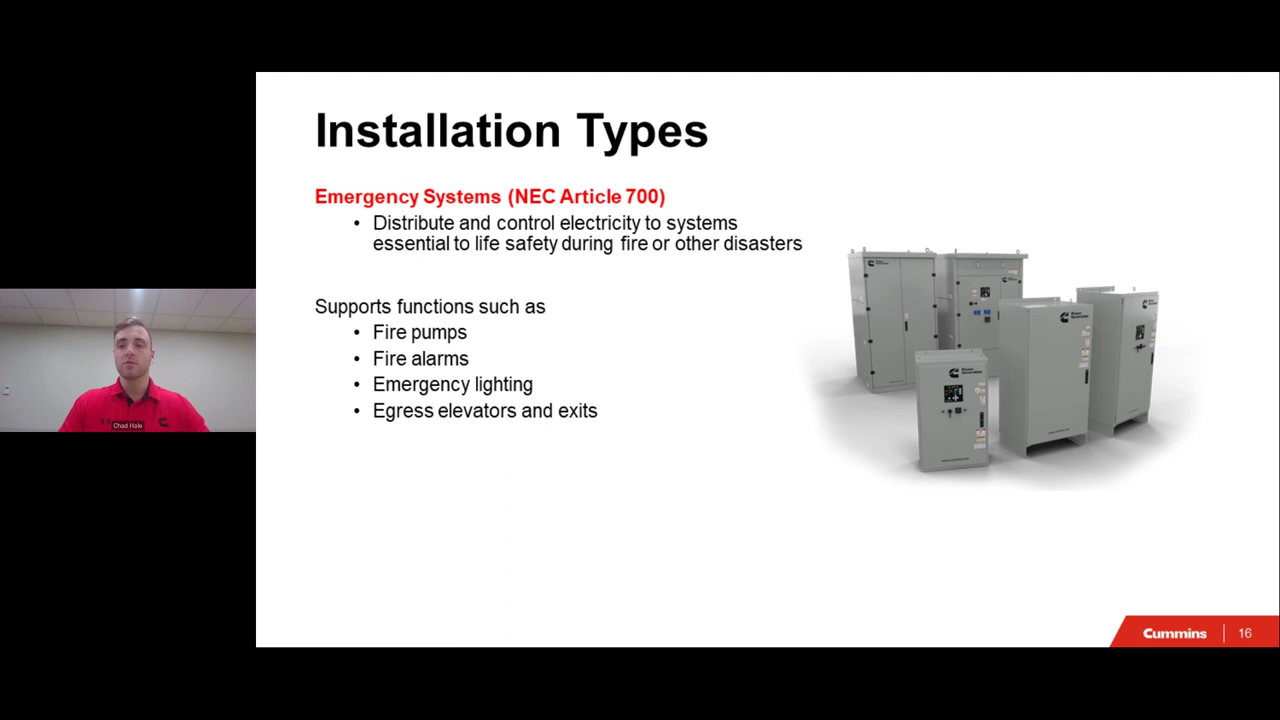 Installation Types
Emergency Systems (NEC Article 700)
• Distribute and control electricity to systems
essential to life safety during fire or other disasters
Supports functions such as
• Fire pumps
• Fire alarms
• Emergency lighting
• Egress elevators and exits
Chad Hale
Cummins
16